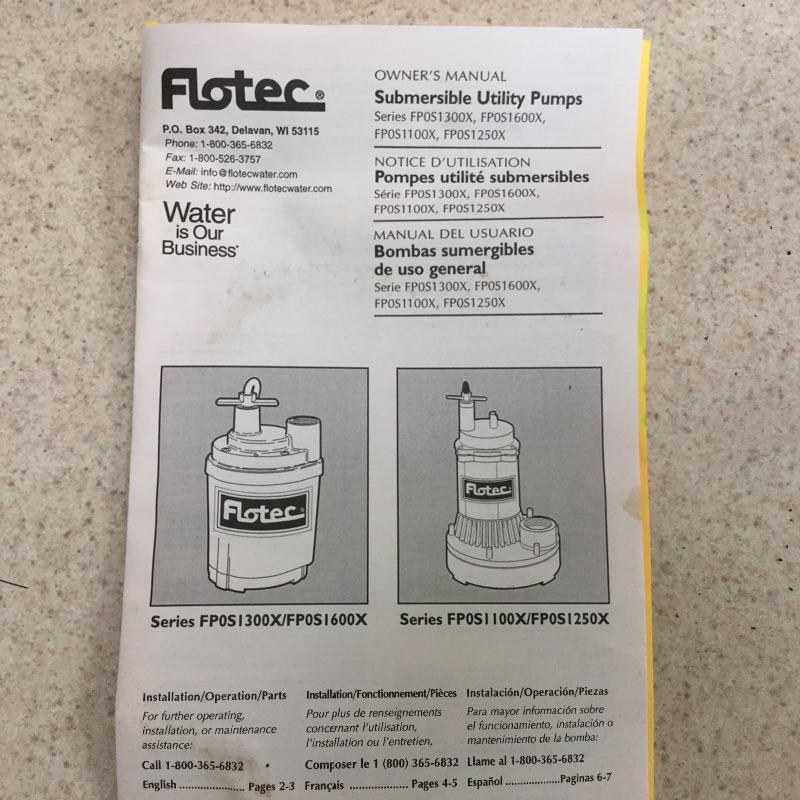 Flotec®
P.O. Box 342, Delavan, WI 53115
Phone: 1-800-365-6832
Fax: 1-800-526-3757
E-Mail: info@flotecwater.com
Web Site: http://www.flotecwater.com
Water
is Our
Business
OWNER'S MANUAL
Submersible Utility Pumps
Series FP0S1300X, FP0S1600X,
FP0S1100X, FP0S1250X
NOTICE D'UTILISATION
Pompes utilité submersibles
Série FP0S1300X, FP0S1600X,
FP0S1100X, FP0S1250X
MANUAL DEL USUARIO
Bombas sumergibles
de uso general
Serie FP0S1300X, FP0S1600X,
FP0S1100X, FP0S1250X
Flotec
Flotec
Series FP0S1300X/FP0S1600X
Series FP0S1100X/FP0S1250X
Installation/Operation/Parts
For further operating,
installation, or maintenance
assistance:
Call 1-800-365-6832
English ...................... Pages 2-3
Installation/Fonctionnement/Pièces
Pour plus de renseignements
concernant l'utilisation,
l'installation ou l'entretien,
Composer le 1 (800) 365-6832
Français .................... Pages 4-5
Instalación/Operación/Piezas
Para mayor información sobre
el funcionamiento, instalación o
mantenimiento de la bomba:
Llame al 1-800-365-6832
Español ..................Paginas 6-7